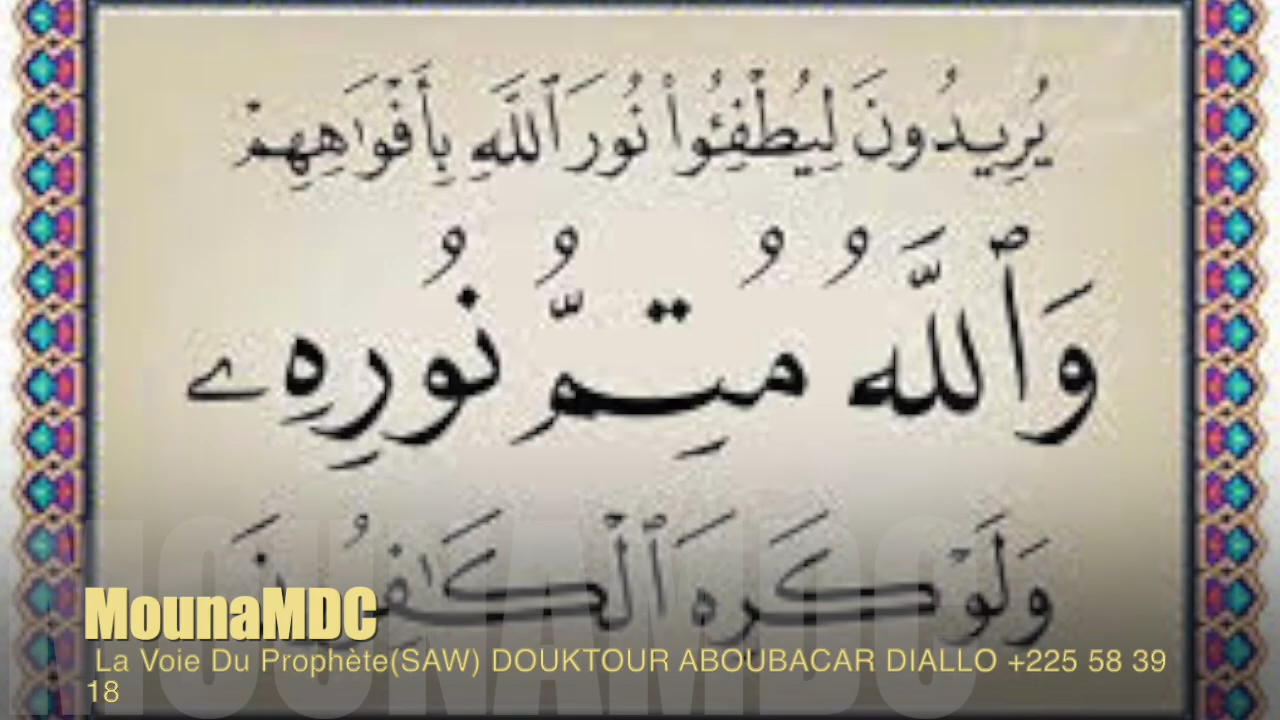 يُرِيدُونَ لِيُطْفِـُٔوا۟ نُورَ ٱللَّهِ بِأَفْوَٰهِهِمْ
وَٱللَّهُ مُتِمُّ نُورِهِۦ
وَلَوْ كَرِهَ ٱلْكَـٰفِرُونَ
MOUNAMDC
MounaMDC
La Voie Du Prophète(SAW) DOUKTOUR ABOUBACAR DIALLO +225 58 39
18